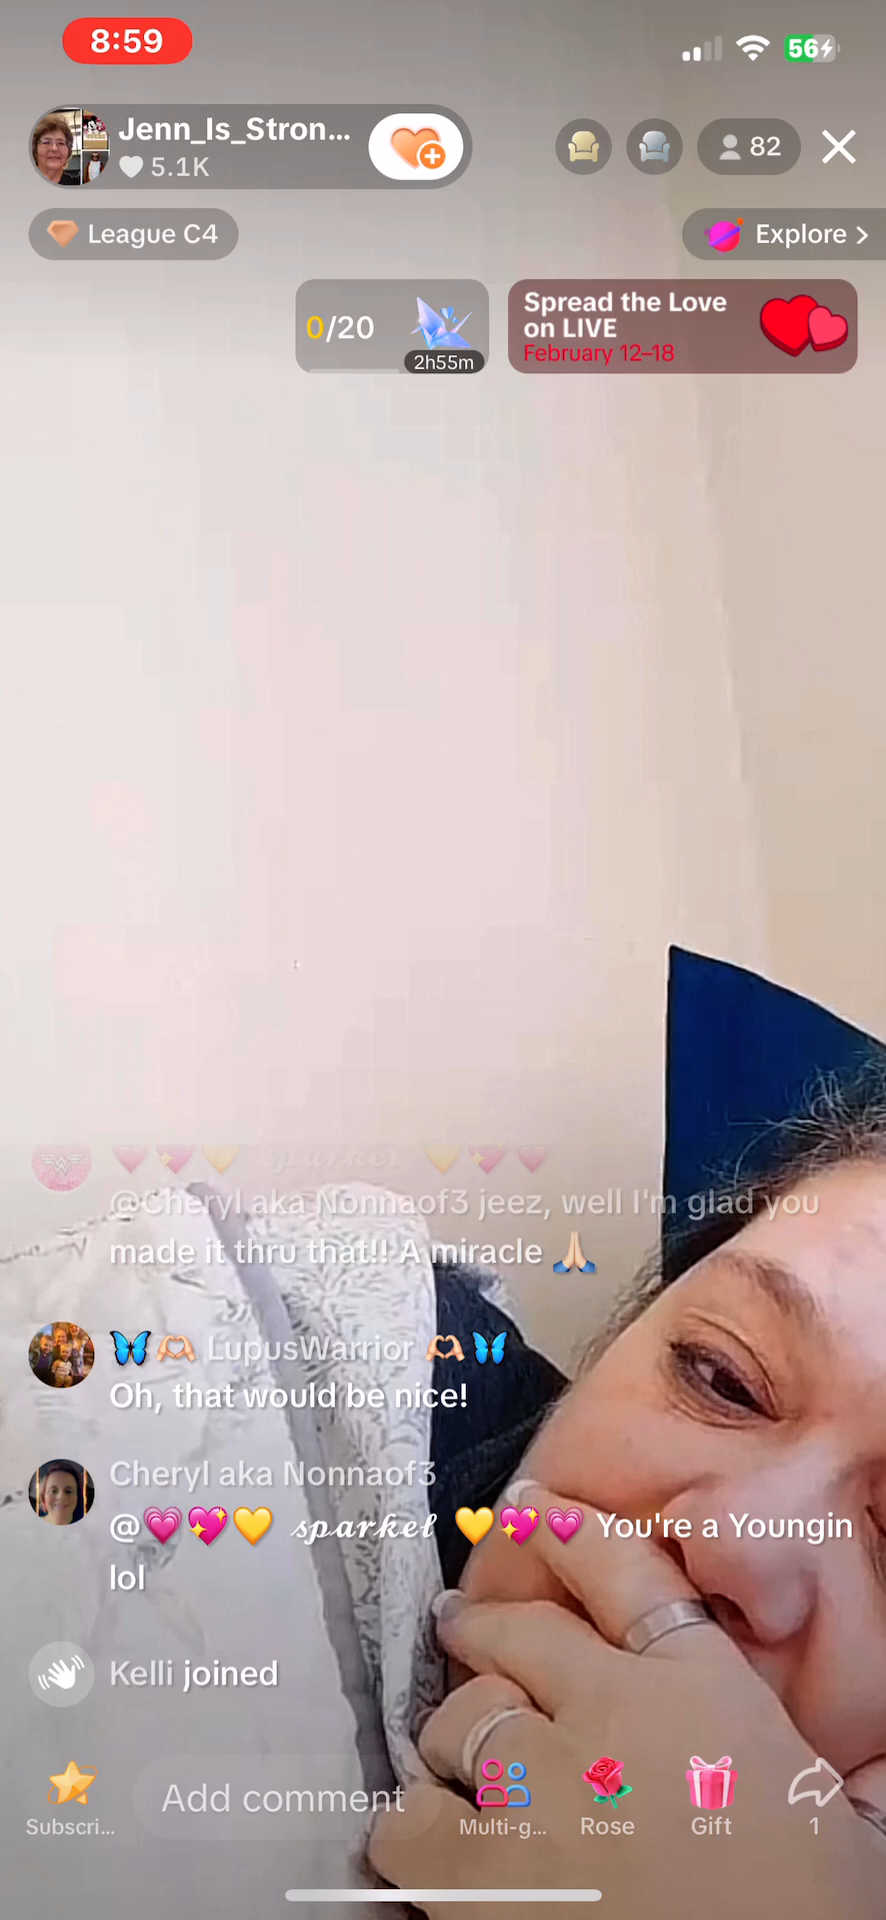 8:59
56
Jenn_Is_Stron...
5.1K
82
League C4
Explore >
0/20
2h55m
Spread the Love
on LIVE
February 12–18
💗💖💛 𝓼𝓹𝓪𝓻𝓴𝓮𝓵 💛💖💗
@Cheryl aka Nonnaof3 jeez, well I'm glad you
made it thru that!! A miracle 🙏🏼
🦋🫶🏼 LupusWarrior 🫶🏼🦋
Oh, that would be nice!
Cheryl aka Nonnaof3
@💗💖💛 𝓼𝓹𝓪𝓻𝓴𝓮𝓵 💛💖💗 You're a Youngin
lol
Kelli joined
Subscri...
Add comment
Multi-g...
Rose
Gift
1